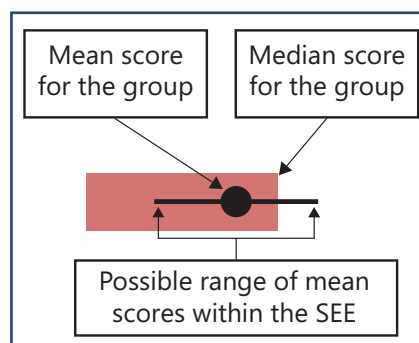 Mean score
for the group
Median score
for the group
Possible range of mean
scores within the SEE